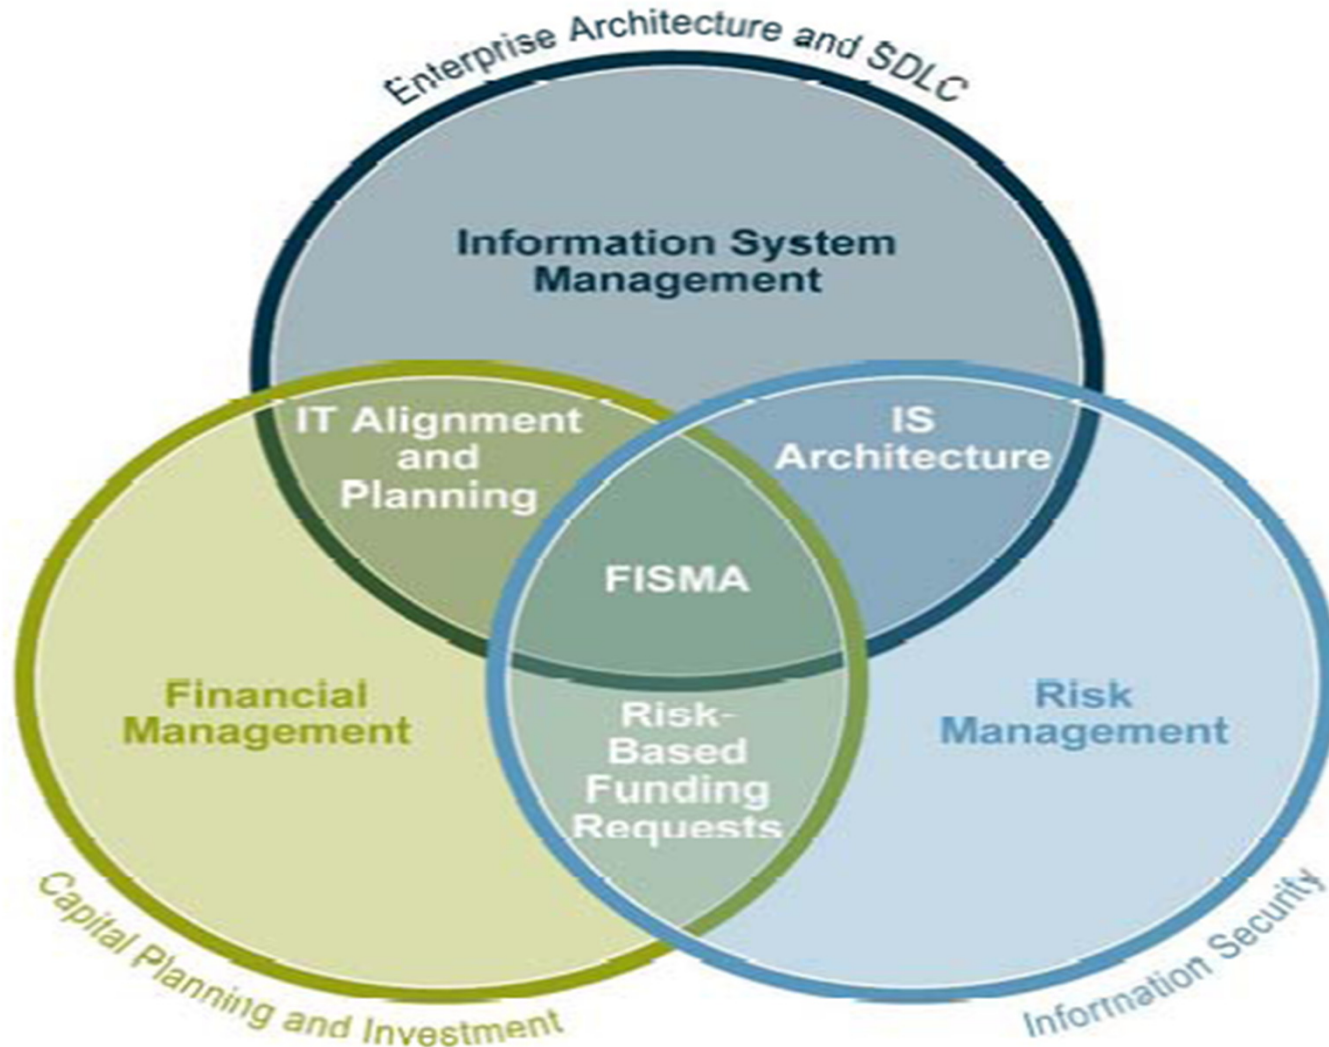 Enterprise Architecture and SDLC
Information System
Management
IT Alignment
and
Planning
IS
Architecture
FISMA
Financial
Management
Risk-
Based
Funding
Requests
Risk
Management
Capital Planning and Investment
Information Security